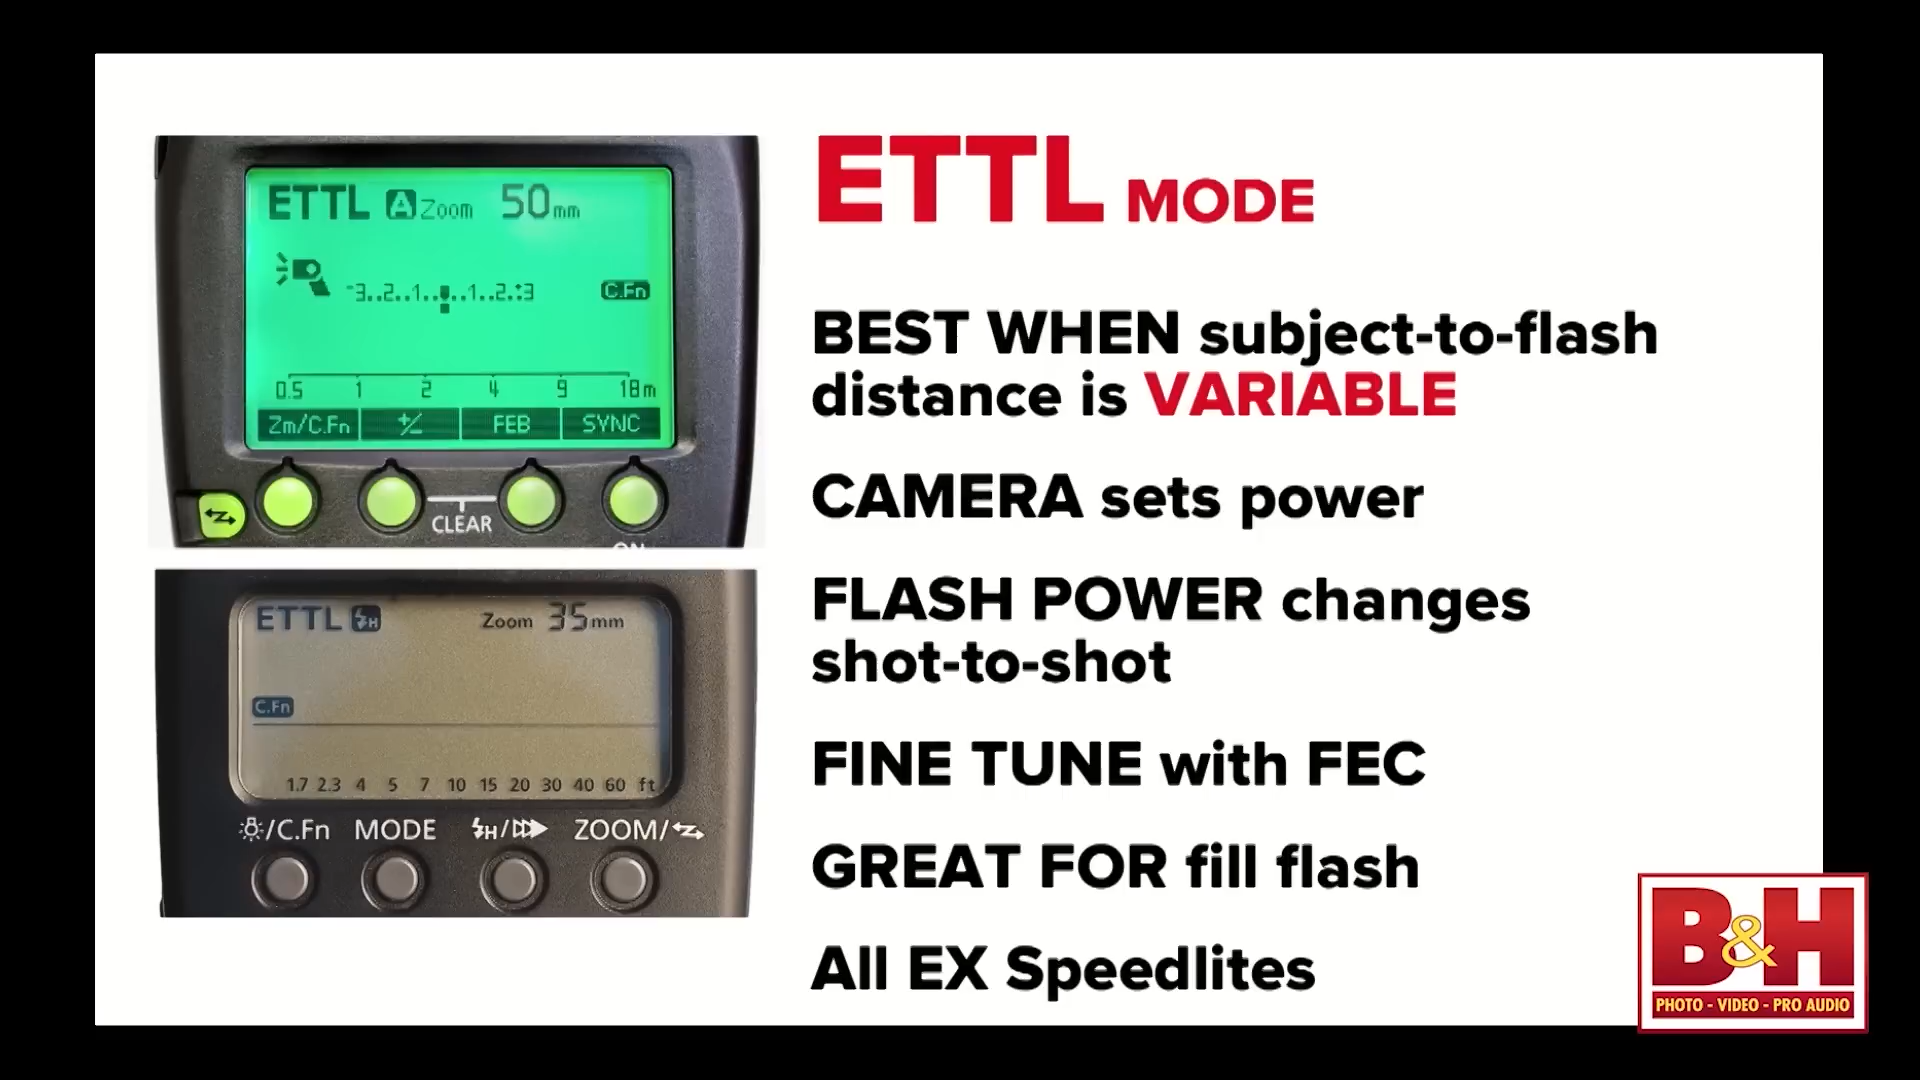 ETTL A Zoom 50mm
-3..2..1..▮..1..2..+3 C.Fn
0.5 1 2 4 9 18m
Zm/C.Fn +/- FEB SYNC
CLEAR
ETTL H Zoom 35mm
C.Fn
1.7 2.3 4 5 7 10 15 20 30 40 60 ft
/C.Fn MODE H/ ZOOM/
ETTL MODE
BEST WHEN subject-to-flash
distance is VARIABLE
CAMERA sets power
FLASH POWER changes
shot-to-shot
FINE TUNE with FEC
GREAT FOR fill flash
All EX Speedlites
B&H
PHOTO - VIDEO - PRO AUDIO